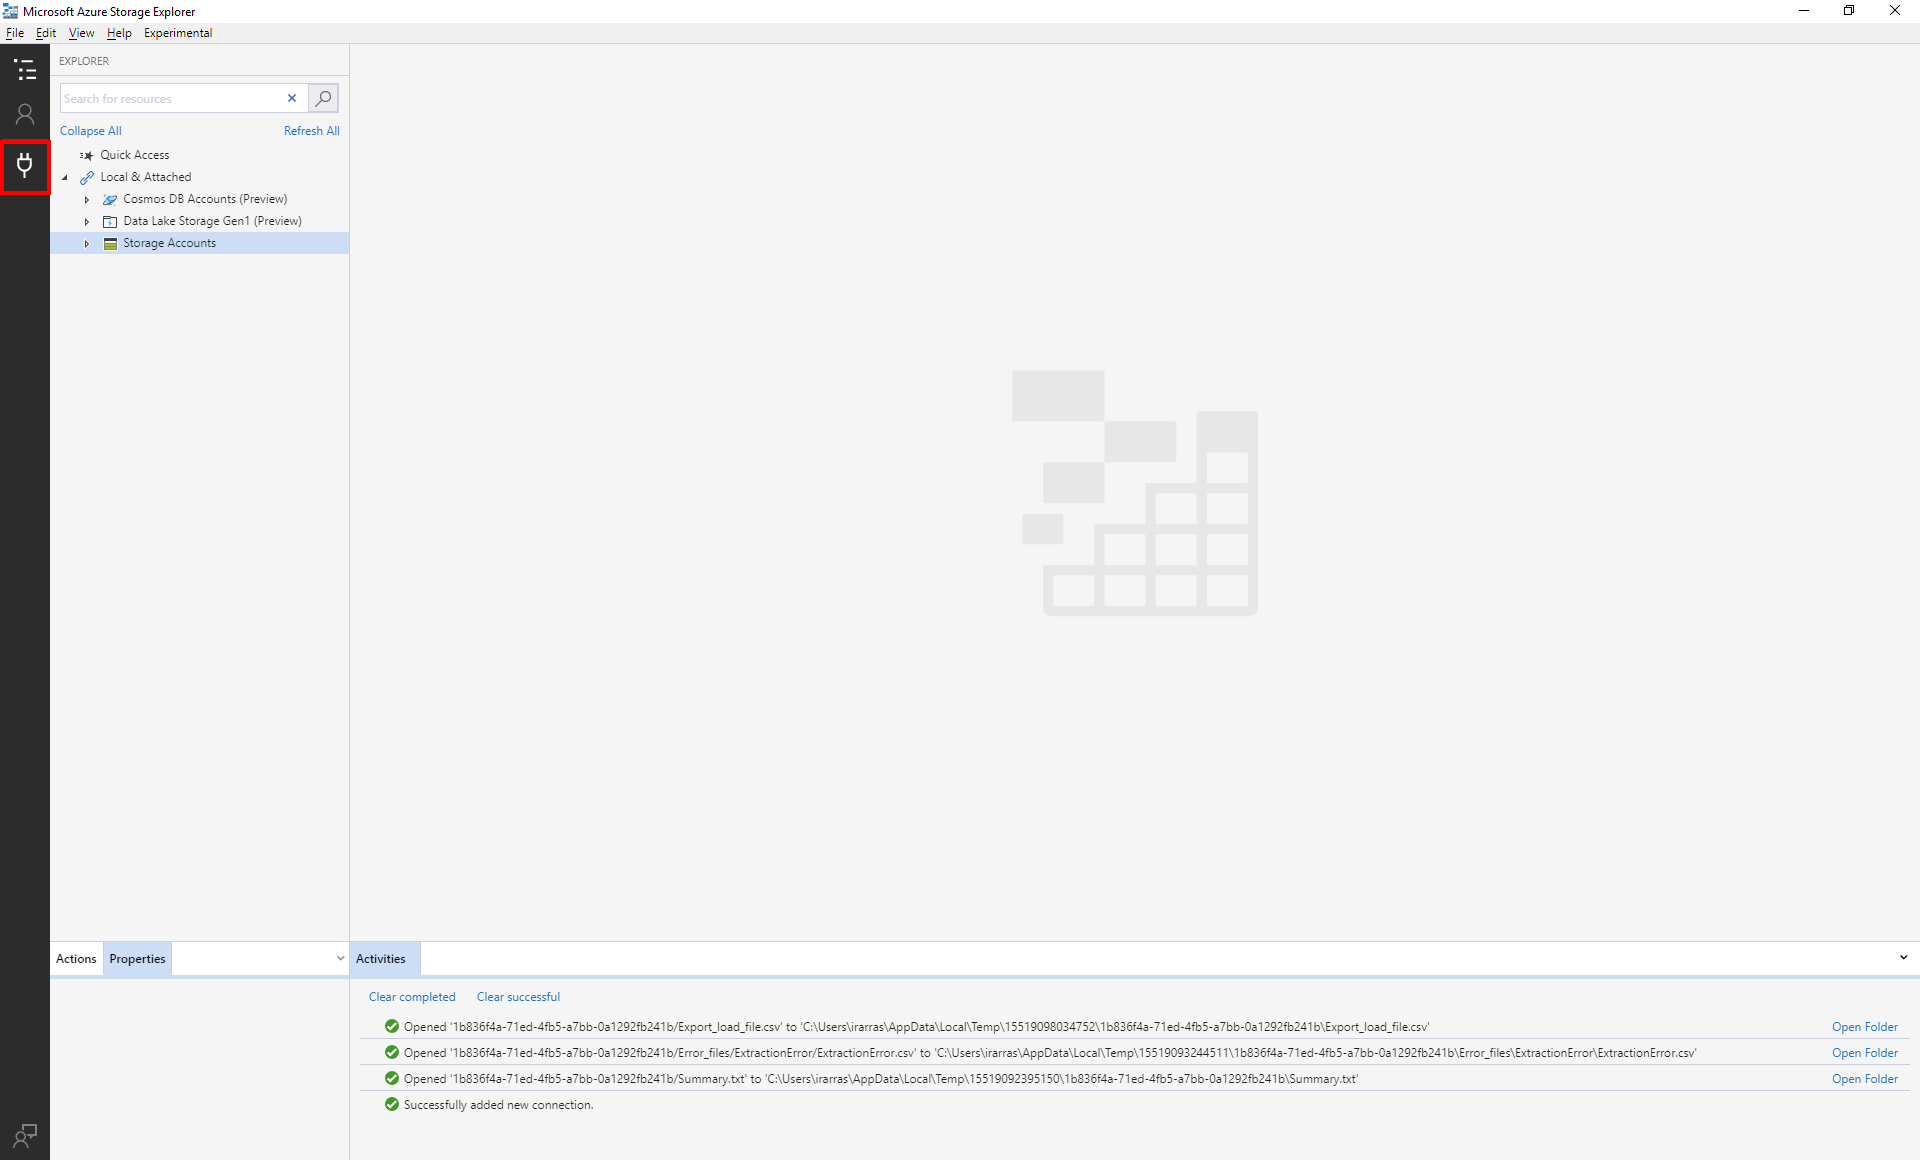 Microsoft Azure Storage Explorer
File Edit View Help Experimental
EXPLORER
Search for resources
Collapse All Refresh All
Quick Access
Local & Attached
Cosmos DB Accounts (Preview)
Data Lake Storage Gen1 (Preview)
Storage Accounts
Actions Properties Activities
Clear completed Clear successful
Opened '1b836f4a-71ed-4fb5-a7bb-0a1292fb241b/Export_load_file.csv' to 'C:\Users\irarras\AppData\Local\Temp\15519098034752\1b836f4a-71ed-4fb5-a7bb-0a1292fb241b\Export_load_file.csv' Open Folder
Opened '1b836f4a-71ed-4fb5-a7bb-0a1292fb241b/Error_files/ExtractionError/ExtractionError.csv' to 'C:\Users\irarras\AppData\Local\Temp\15519093244511\1b836f4a-71ed-4fb5-a7bb-0a1292fb241b\Error_files\ExtractionError\ExtractionError.csv' Open Folder
Opened '1b836f4a-71ed-4fb5-a7bb-0a1292fb241b/Summary.txt' to 'C:\Users\irarras\AppData\Local\Temp\15519092395150\1b836f4a-71ed-4fb5-a7bb-0a1292fb241b\Summary.txt' Open Folder
Successfully added new connection.